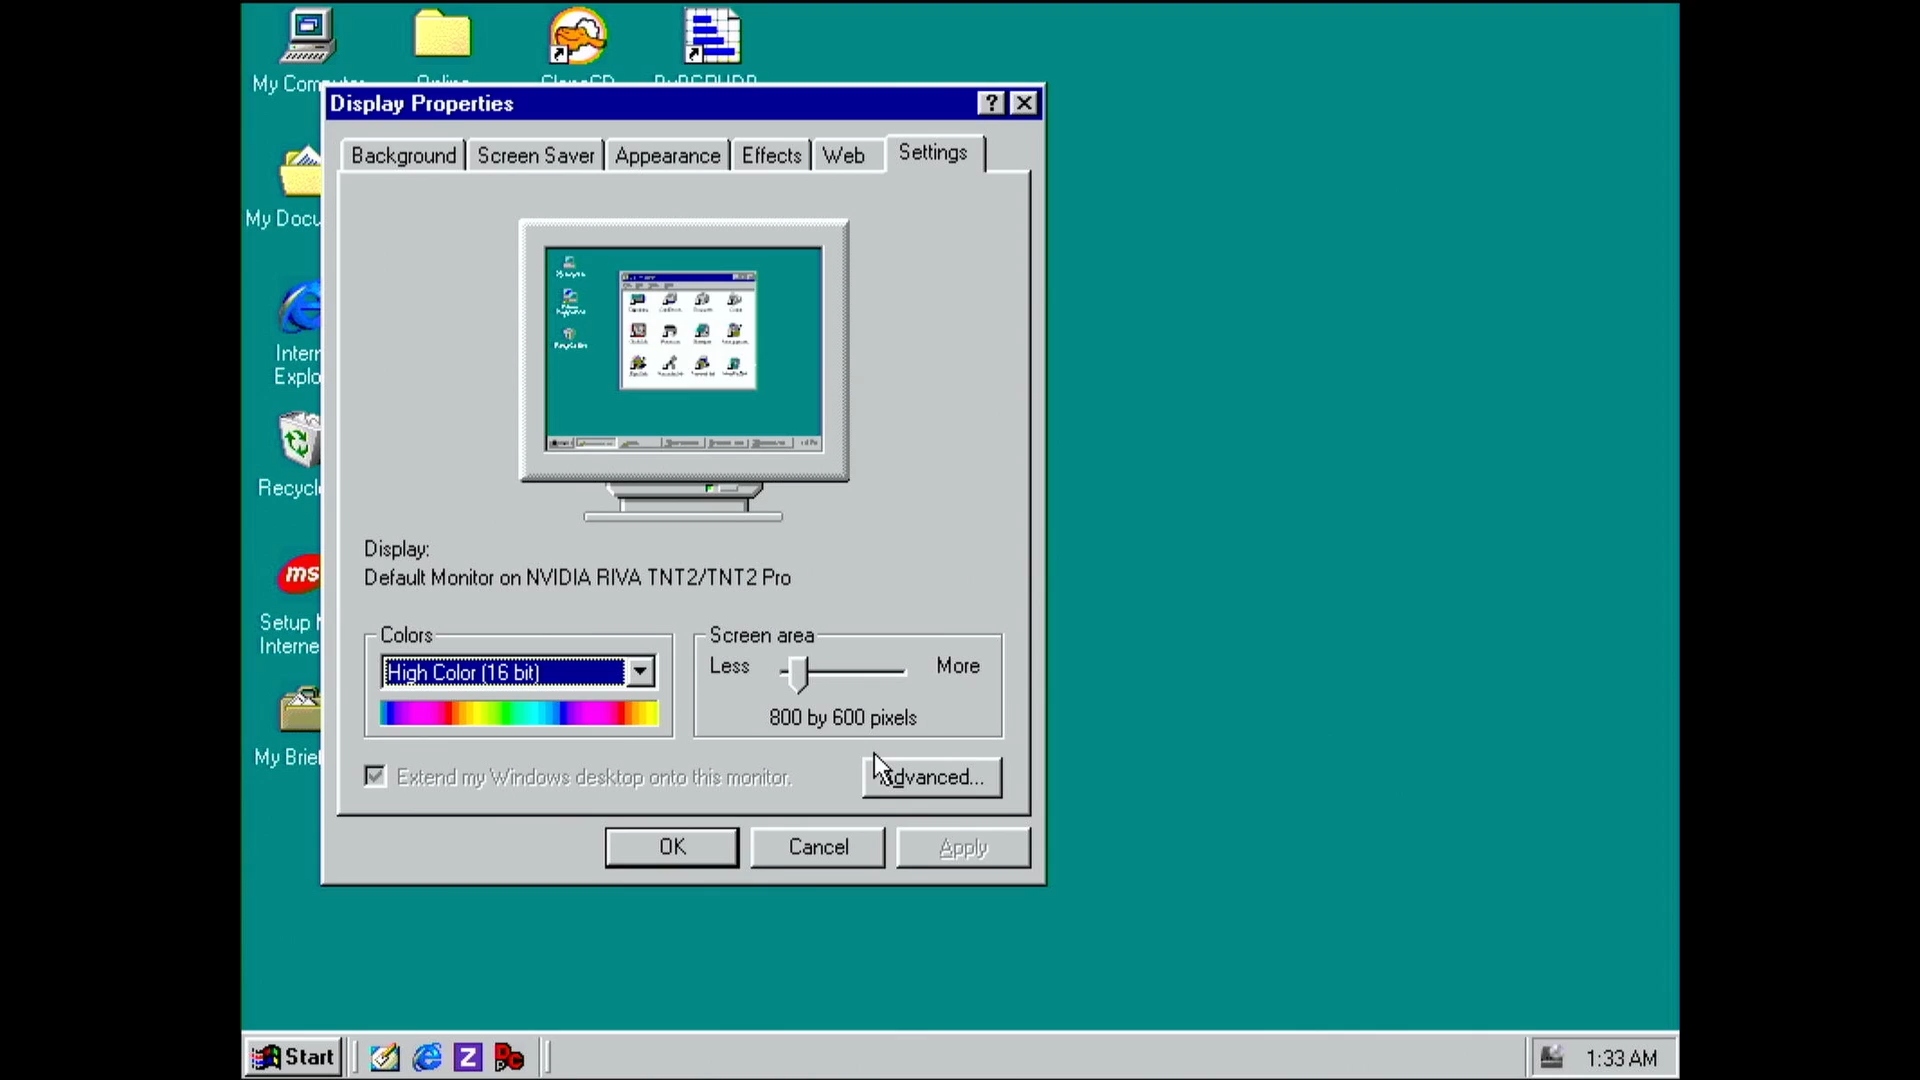 My Com
Display Properties
Background
Screen Saver
Appearance
Effects
Web
Settings
My Docu
Intern
Explo
Recycl
ms
Setup
Interne
My Brie
Display:
Default Monitor on NVIDIA RIVA TNT2/TNT2 Pro
Colors
High Color (16 bit)
Screen area
Less
More
800 by 600 pixels
Extend my Windows desktop onto this monitor.
Advanced...
OK
Cancel
Apply
Start
Z
1:33 AM